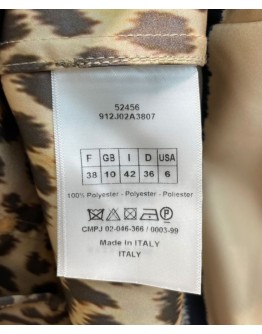 52456
912J02A3807
F GB I D USA
38 10 42 36 6
100% Polyester - Polyester - Poliester
CMPJ 02-046-366 / 0003-99
Made in ITALY
ITALY